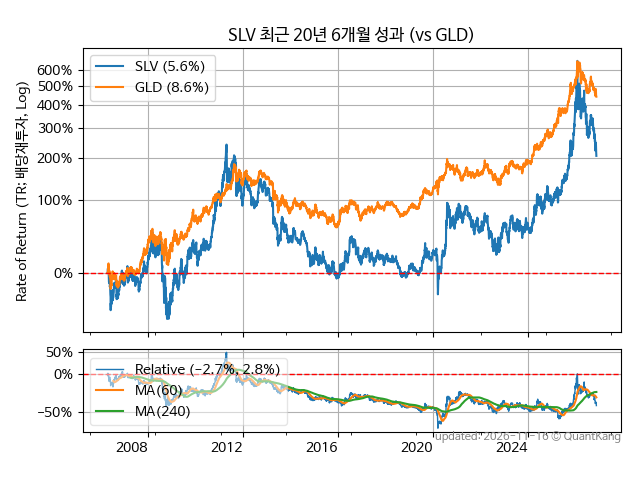 SLV 최근 20년 6개월 성과 (vs GLD)
Rate of Return (TR: 배당재투자, Log)
600%
500%
400%
300%
200%
100%
0%
SLV (5.6%)
GLD (8.6%)
50%
0%
−50%
Relative (−2.7%, 2.8%)
MA(60)
MA(240)
2008
2012
2016
2020
2024
updated: 2026-11-16 © QuantKang